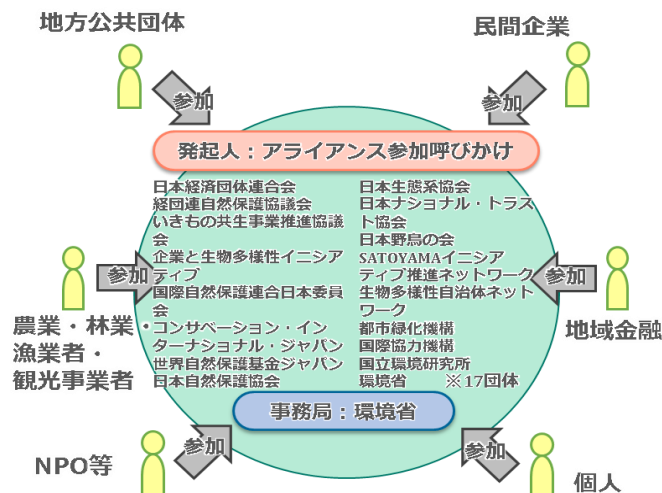 地方公共団体
民間企業
参加
参加
発起人：アライアンス参加呼びかけ
日本経済団体連合会
経団連自然保護協議会
いきもの共生事業推進協議
会
企業と生物多様性イニシア
ティブ
国際自然保護連合日本委員
会
コンサベーション・イン
ターナショナル・ジャパン
世界自然保護基金ジャパン
日本自然保護協会
日本生態系協会
日本ナショナル・トラス
ト協会
日本野鳥の会
SATOYAMAイニシア
ティブ推進ネットワーク
生物多様性自治体ネット
ワーク
都市緑化機構
国際協力機構
国立環境研究所
環境省　※17団体
参加
参加
農業・林業・
漁業者・
観光事業者
地域金融
事務局：環境省
参加
参加
NPO等
個人